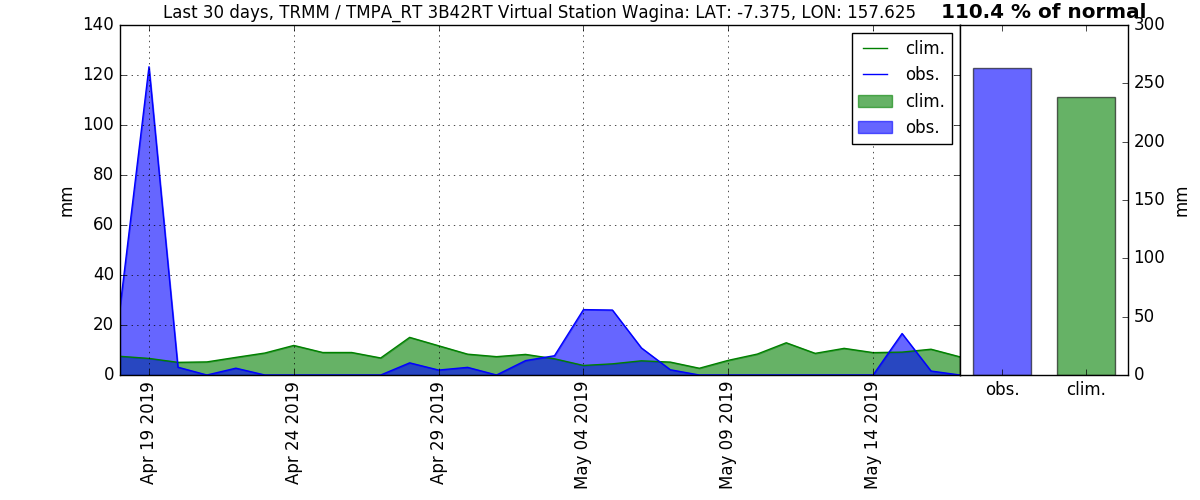 Last 30 days, TRMM / TMPA_RT 3B42RT Virtual Station Wagina: LAT: -7.375, LON: 157.625
110.4 % of normal
140
120
100
80
60
40
20
0
mm
clim.
obs.
clim.
obs.
Apr 19 2019
Apr 24 2019
Apr 29 2019
May 04 2019
May 09 2019
May 14 2019
300
250
200
150
100
50
0
mm
obs.
clim.